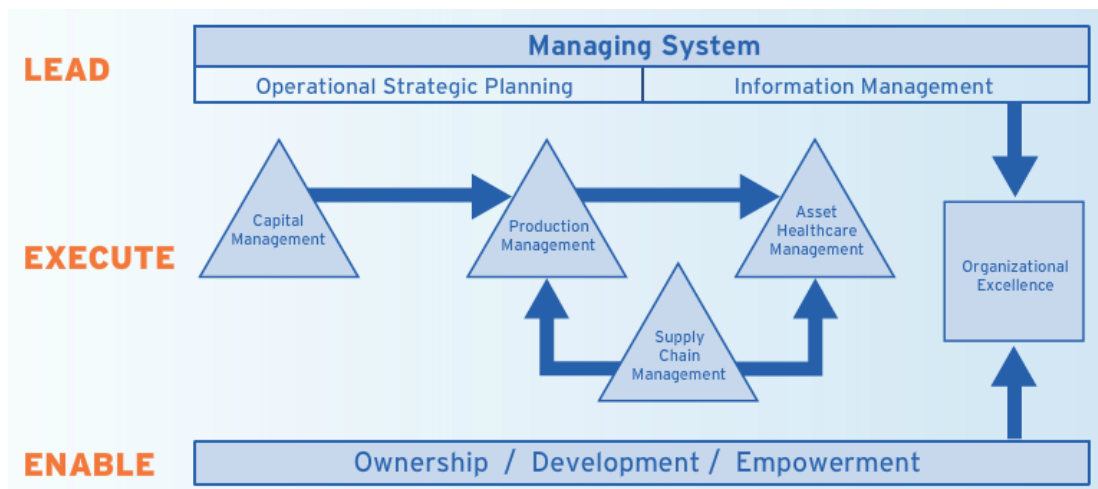 LEAD
Managing System
Operational Strategic Planning
Information Management
EXECUTE
Capital
Management
Production
Management
Asset
Healthcare
Management
Supply
Chain
Management
Organizational
Excellence
ENABLE
Ownership / Development / Empowerment